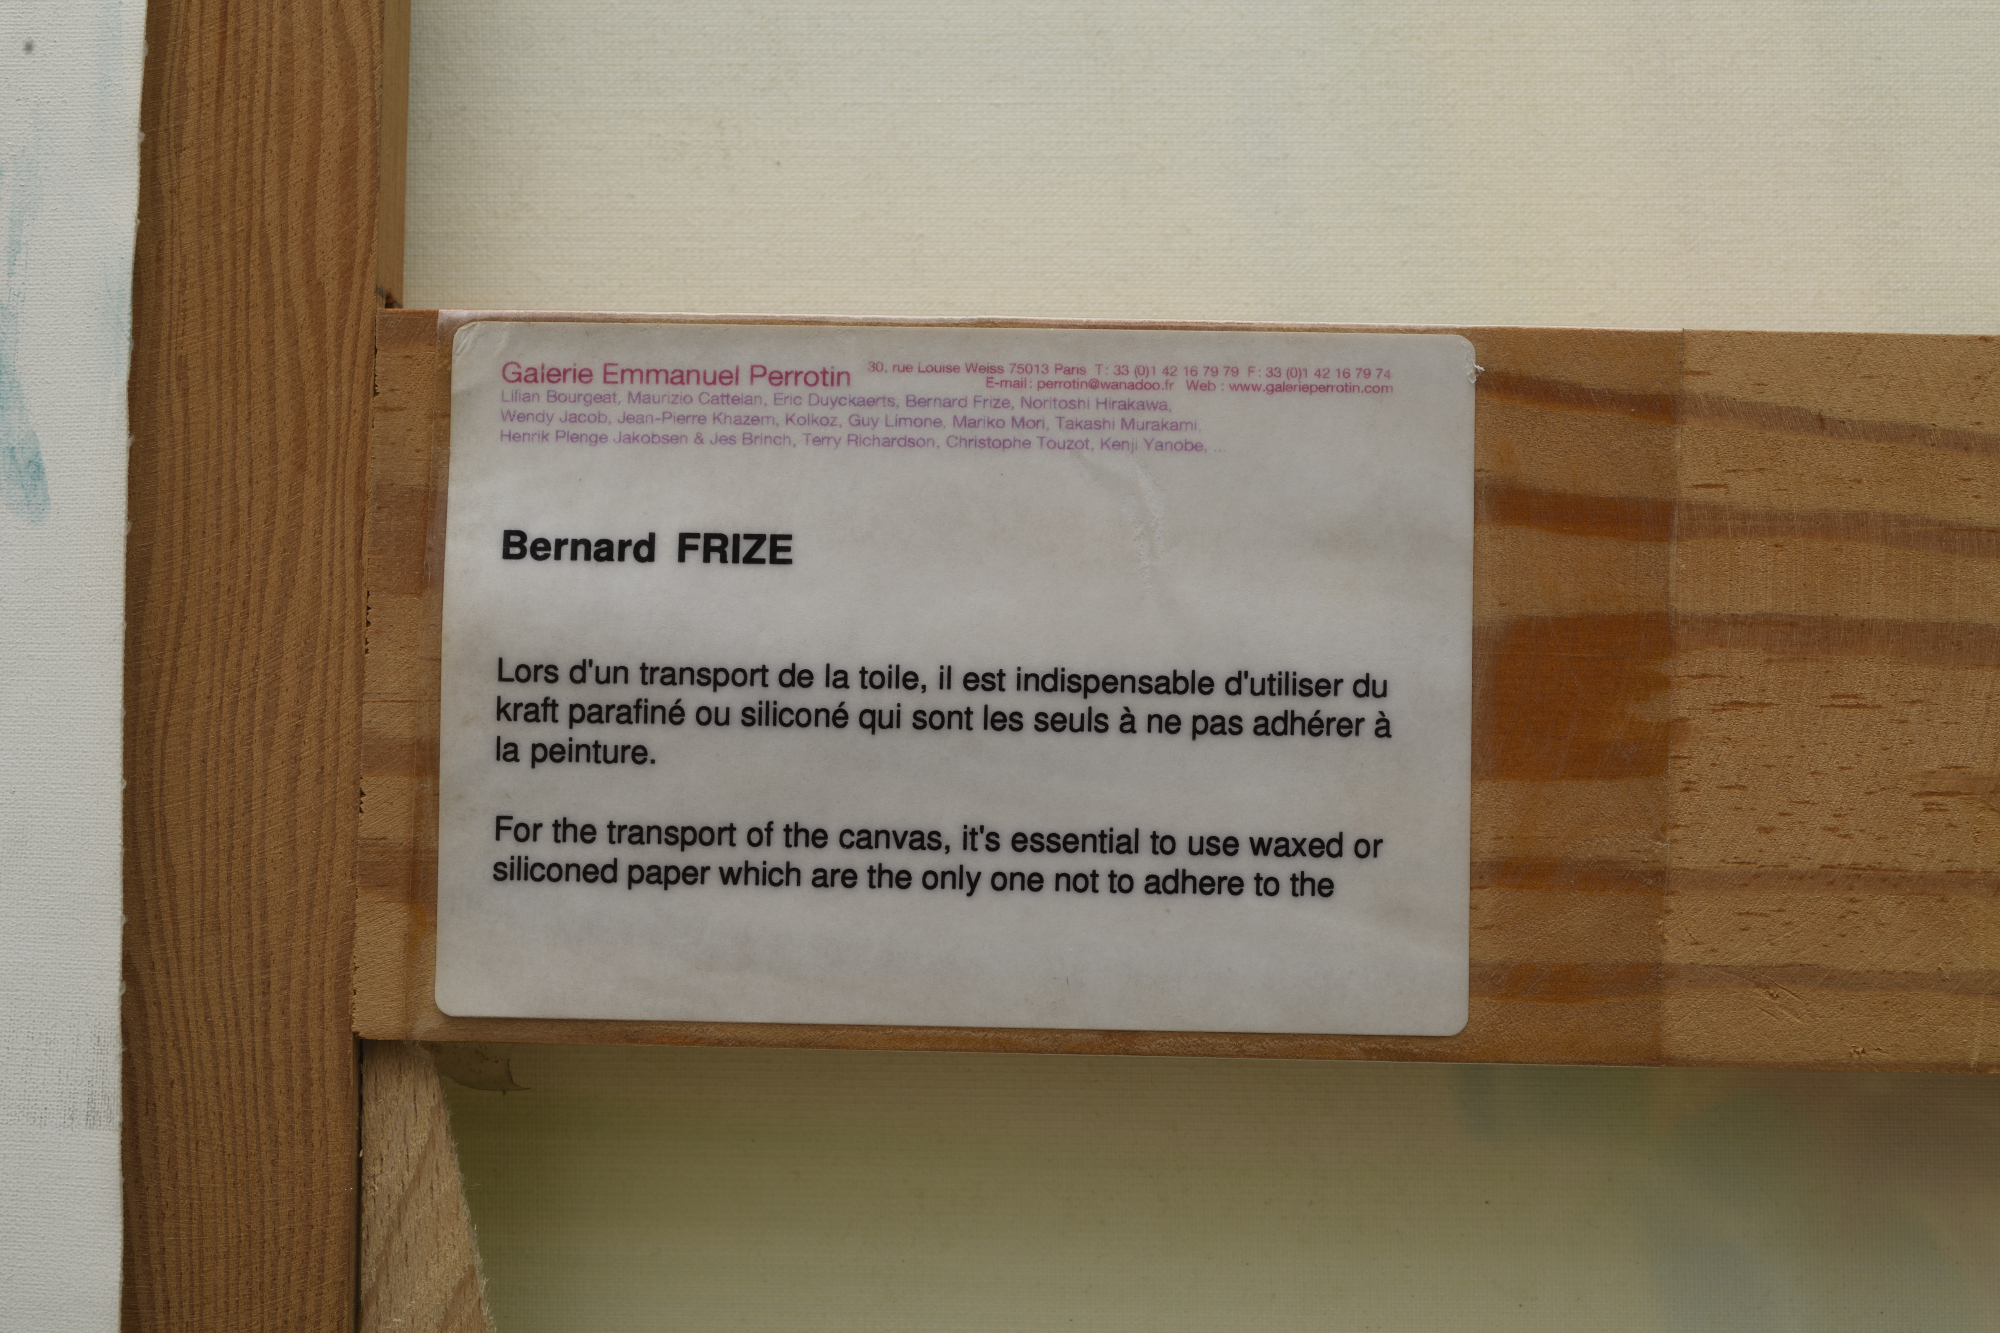 Galerie Emmanuel Perrotin
30, rue Louise Weiss 75013 Paris T : 33 (0)1 42 16 79 79 F : 33 (0)1 42 16 79 74
E-mail : perrotin@wanadoo.fr Web : www.galerieperrotin.com
Lilian Bourgeat, Maurizio Cattelan, Eric Duyckaerts, Bernard Frize, Noritoshi Hirakawa,
Wendy Jacob, Jean-Pierre Khazem, Kolkoz, Guy Limone, Mariko Mori, Takashi Murakami,
Henrik Plenge Jakobsen & Jes Brinch, Terry Richardson, Christophe Touzot, Kenji Yanobe, ...
Bernard FRIZE
Lors d'un transport de la toile, il est indispensable d'utiliser du
kraft parafiné ou siliconé qui sont les seuls à ne pas adhérer à
la peinture.
For the transport of the canvas, it's essential to use waxed or
siliconed paper which are the only one not to adhere to the